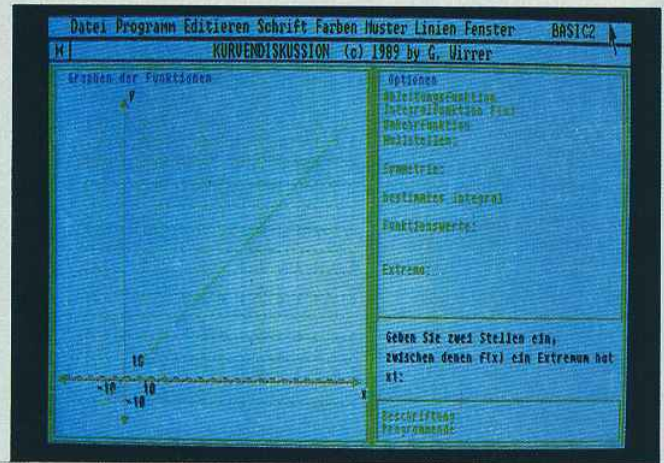 Datei Programm Editieren Schrift Farben Muster Linien Fenster BASIC2
KURVENDISKUSSION (c) 1989 by G. Wirrer
Graphen der Funktionen
y
10
-10 10
x
-10
Optionen
Ableitungsfunktion
Integralfunktion F(x)
Umkehrfunktion
Nullstellen:
Symmetrie:
bestimmtes Integral
Funktionswerte:
Extrema:
Geben Sie zwei Stellen ein,
zwischen denen f(x) ein Extremum hat
x1:
Beschriftung
Programmende